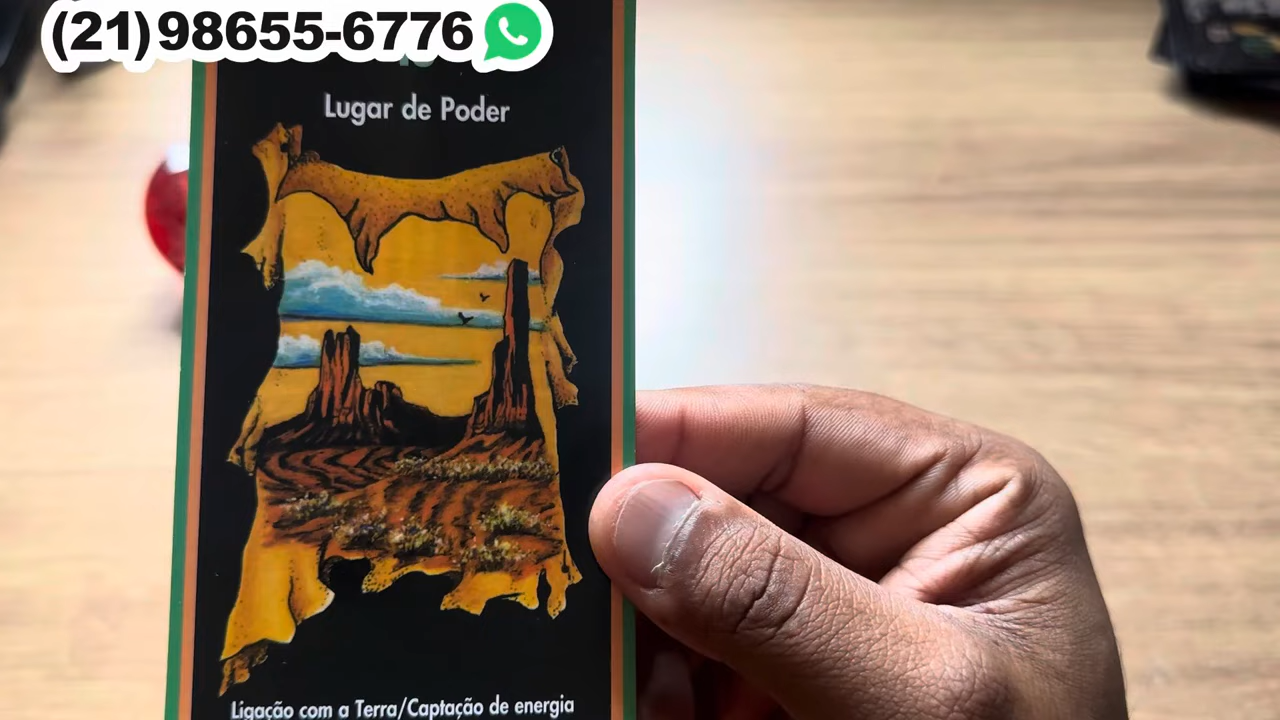 (21)98655-6776
Lugar de Poder
Ligação com a Terra/Captação de energia